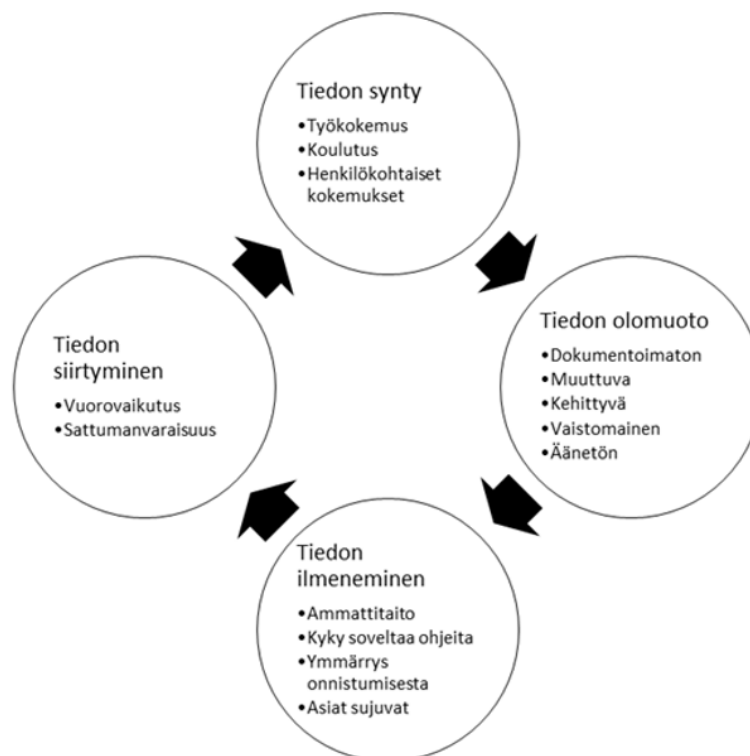 Tiedon synty
•Työkokemus
•Koulutus
•Henkilökohtaiset
kokemukset
Tiedon olomuoto
•Dokumentoimaton
•Muuttuva
•Kehittyvä
•Vaistomainen
•Äänetön
Tiedon
ilmeneminen
•Ammattitaito
•Kyky soveltaa ohjeita
•Ymmärrys
onnistumisesta
•Asiat sujuvat
Tiedon
siirtyminen
•Vuorovaikutus
•Sattumanvaraisuus